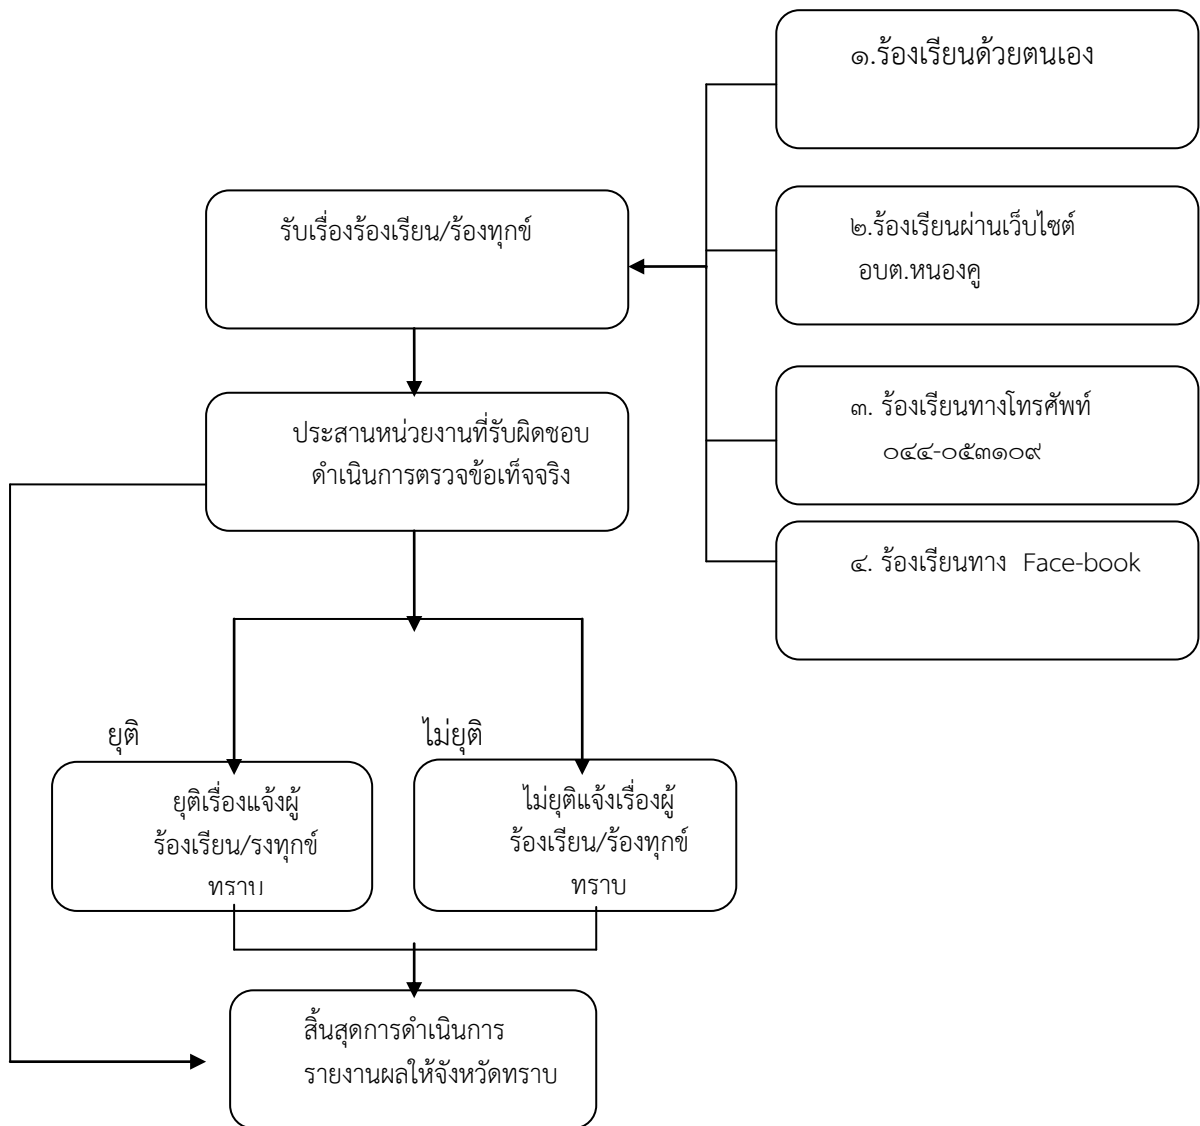 ๑.ร้องเรียนด้วยตนเอง
รับเรื่องร้องเรียน/ร้องทุกข์
๒.ร้องเรียนผ่านเว็บไซต์
อบต.หนองคู
๓. ร้องเรียนทางโทรศัพท์
๐๔๔-๐๕๓๑๐๙
ประสานหน่วยงานที่รับผิดชอบ
ดำเนินการตรวจข้อเท็จจริง
๔. ร้องเรียนทาง Face-book
ยุติ
ไม่ยุติ
ยุติเรื่องแจ้งผู้
ร้องเรียน/รงทุกข์
ทราบ
ไม่ยุติแจ้งเรื่องผู้
ร้องเรียน/ร้องทุกข์
ทราบ
สิ้นสุดการดำเนินการ
รายงานผลให้จังหวัดทราบ